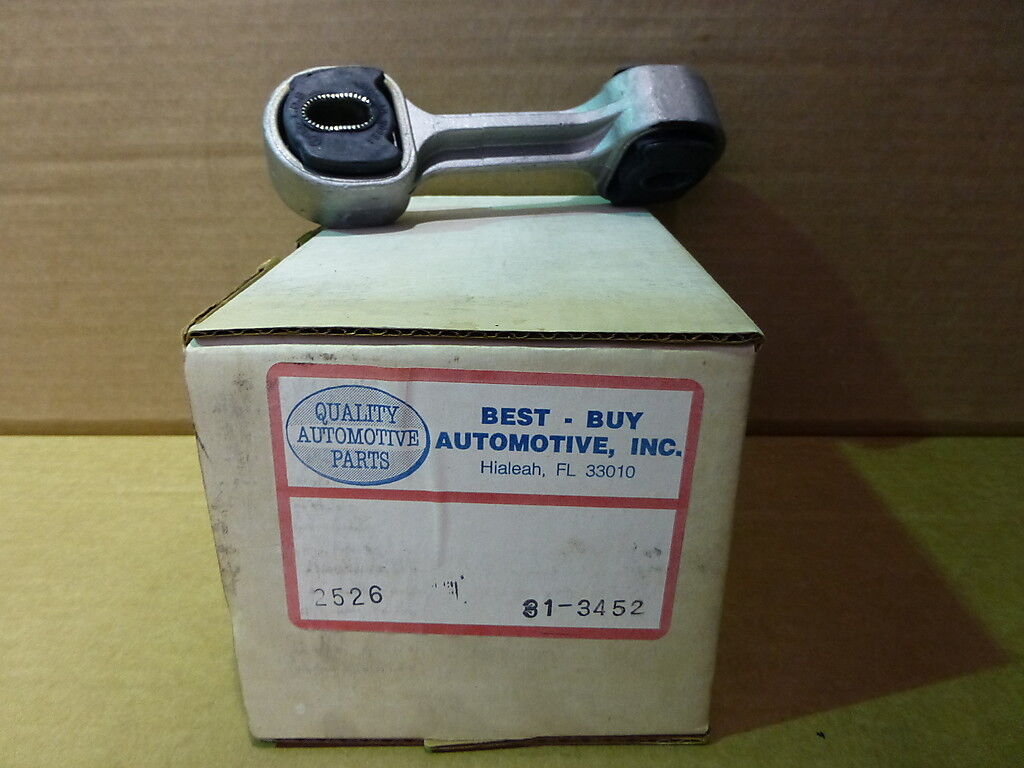 QUALITY
AUTOMOTIVE
PARTS
BEST - BUY
AUTOMOTIVE, INC.
Hialeah, FL 33010
2526
31-3452